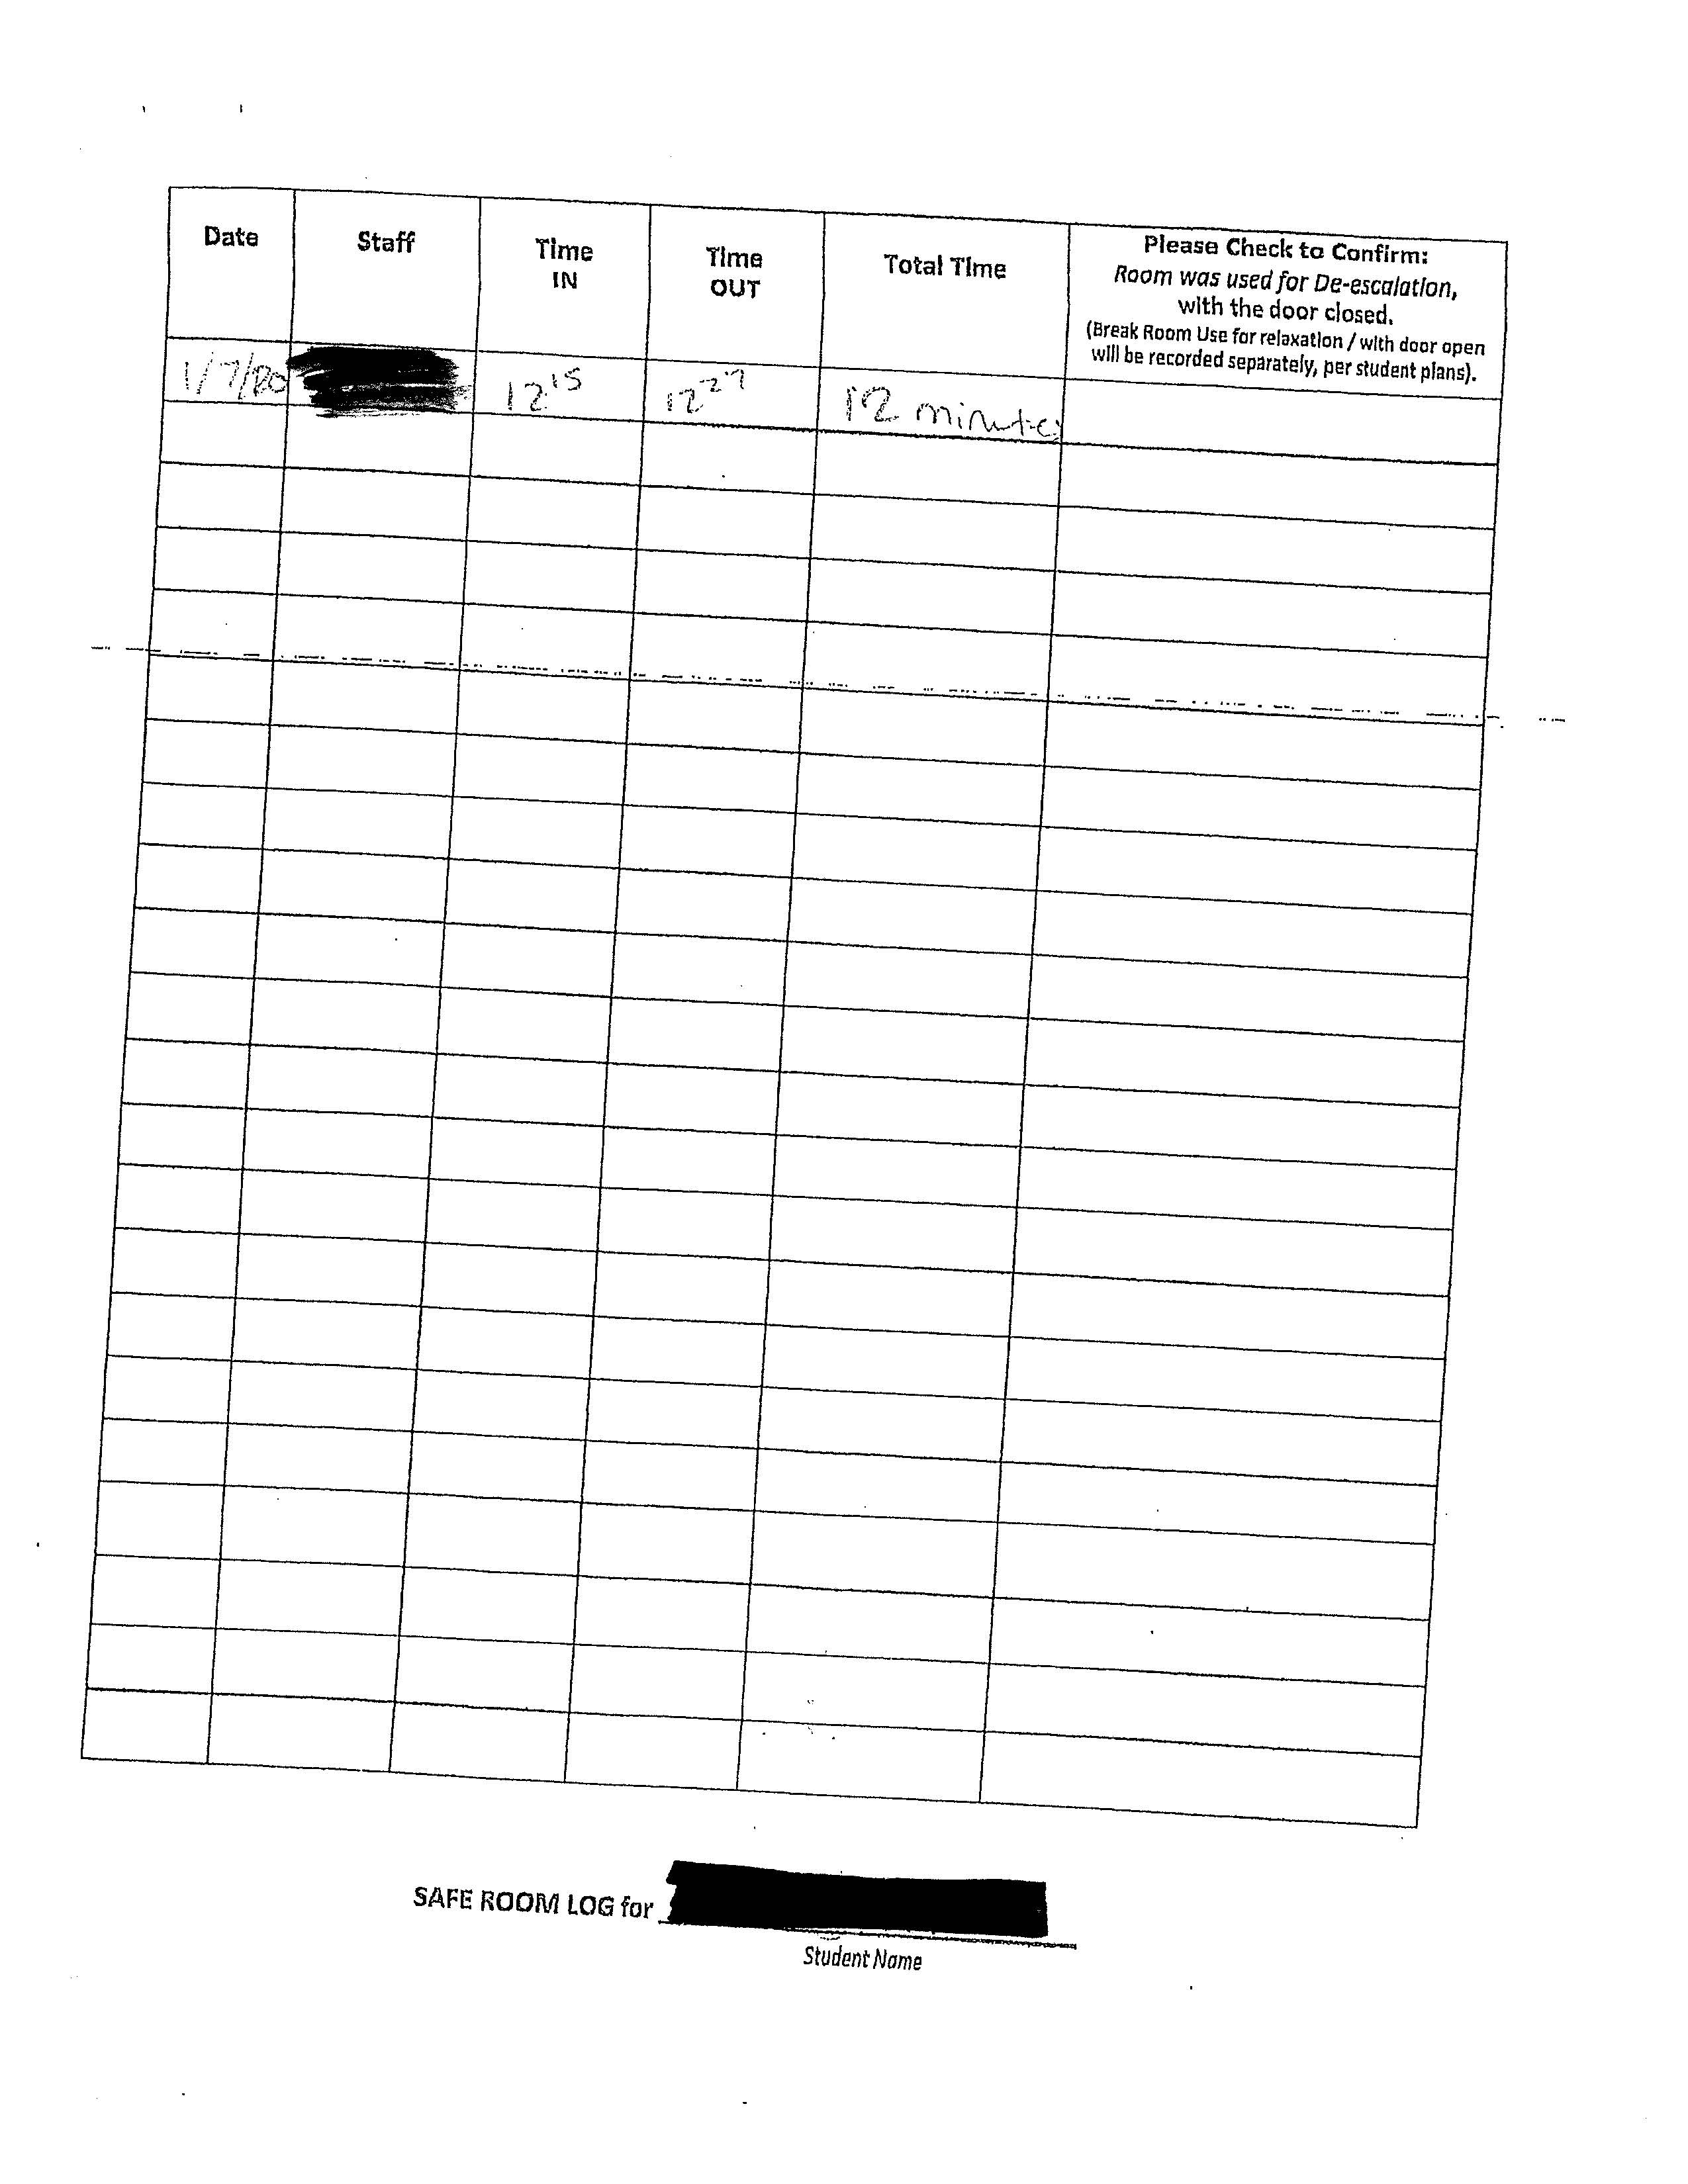 Date Staff Time IN Time OUT Total Time Please Check to Confirm:
Room was used for De-escalation,
with the door closed.
(Break Room Use for relaxation / with door open
will be recorded separately, per student plans).
1/7/20 12 15 12 27 12 minutes
SAFE ROOM LOG for
Student Name